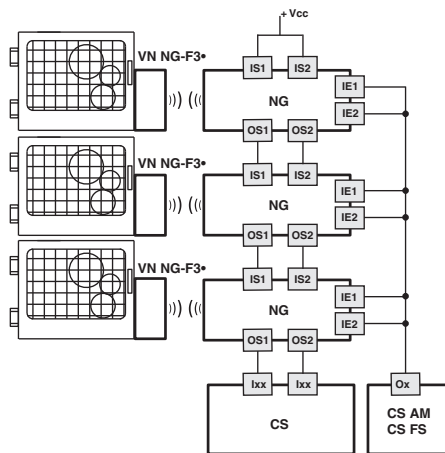 + Vcc
VN NG-F3•
IS1 IS2
IE1
NG
IE2
OS1 OS2
VN NG-F3•
IS1 IS2
IE1
NG
IE2
OS1 OS2
VN NG-F3•
IS1 IS2
IE1
NG
IE2
OS1 OS2
Ixx Ixx Ox
CS
CS AM
CS FS